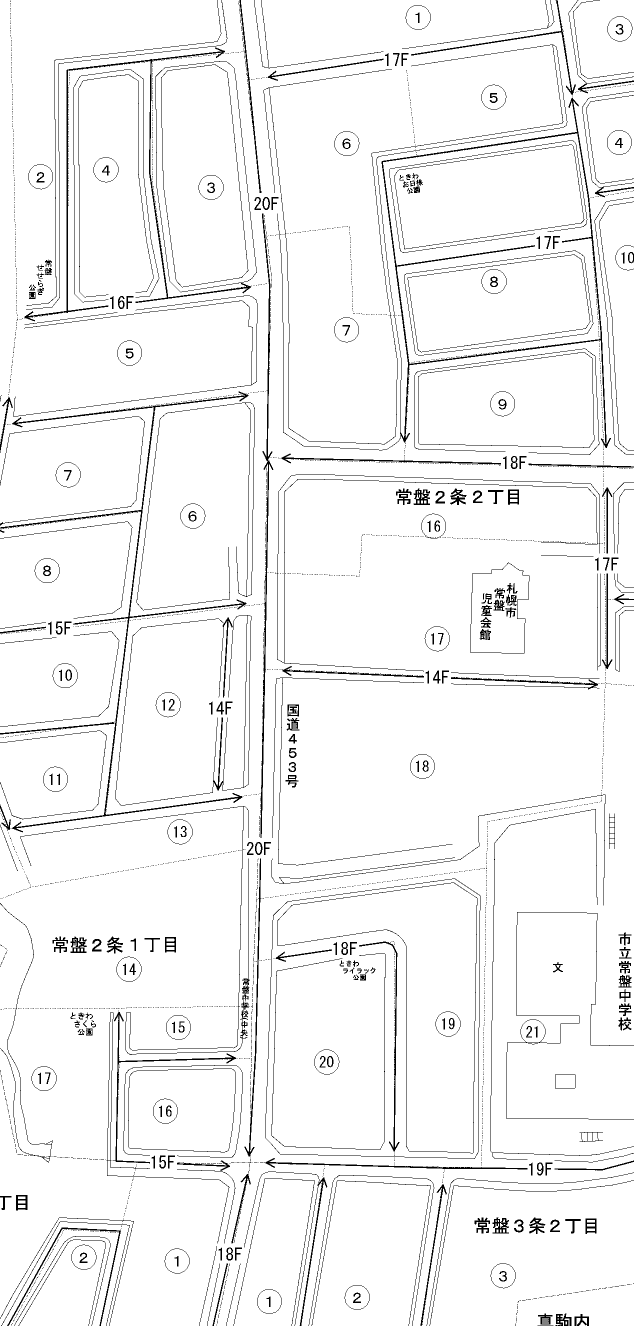 ①
③
17F
⑤
⑥
④
④
②
③
ときわ
お日様
公園
20F
17F
⑩
常盤
せせらぎ
公園
⑧
16F
⑦
⑤
⑨
18F
⑦
常盤２条２丁目
⑥
⑯
17F
⑧
札幌市
常盤
児童会館
15F
⑰
⑩
14F
⑫
14F
国道４５３号
⑱
⑪
⑬
20F
常盤２条１丁目
18F
市立常盤中学校
⑭
ときわ
ライラック
公園
文
常盤中学校(中央)
ときわ
さくら
公園
⑮
⑲
㉑
⑳
⑰
⑯
15F
19F
丁目
常盤３条２丁目
②
①
18F
③
①
②
真駒内